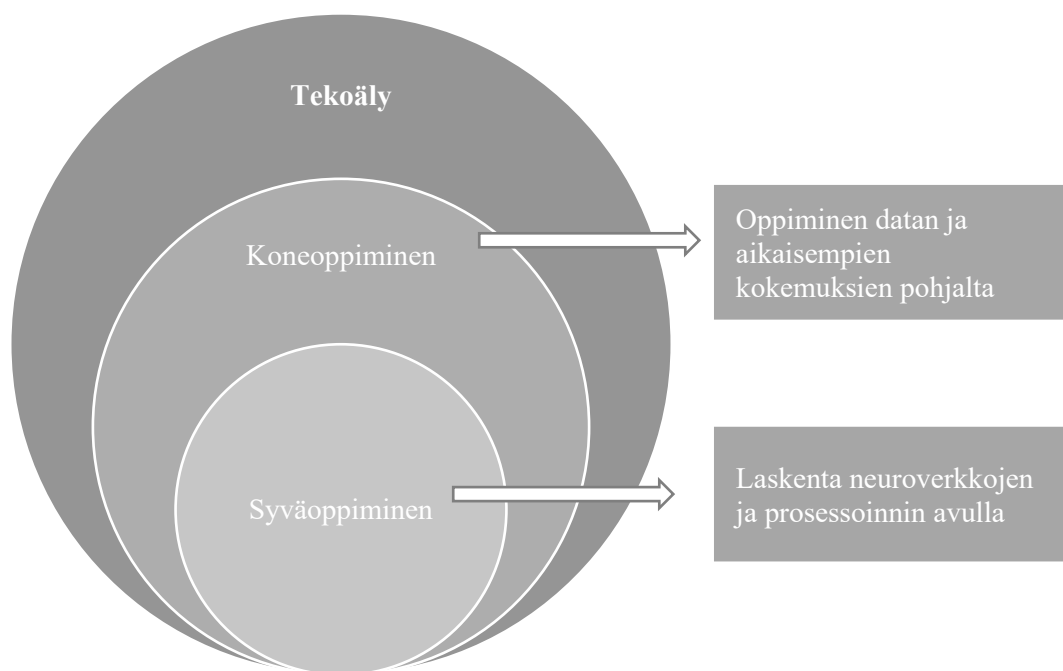 Tekoäly
Koneoppiminen
Oppiminen datan ja
aikaisempien
kokemuksien pohjalta
Syväoppiminen
Laskenta neuroverkkojen
ja prosessoinnin avulla